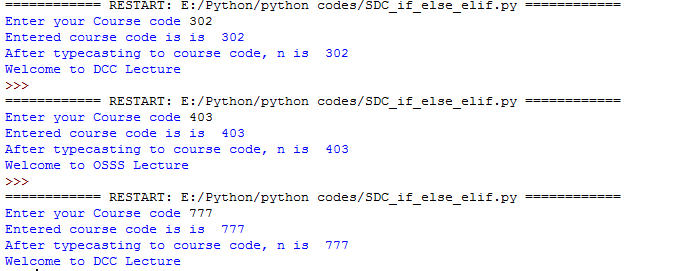 ============ RESTART: E:/Python/python codes/SDC_if_else_elif.py ============
Enter your Course code 302
Entered course code is is  302
After typecasting to course code, n is  302
Welcome to DCC Lecture
>>>
============ RESTART: E:/Python/python codes/SDC_if_else_elif.py ============
Enter your Course code 403
Entered course code is is  403
After typecasting to course code, n is  403
Welcome to OSSS Lecture
>>>
============ RESTART: E:/Python/python codes/SDC_if_else_elif.py ============
Enter your Course code 777
Entered course code is is  777
After typecasting to course code, n is  777
Welcome to DCC Lecture